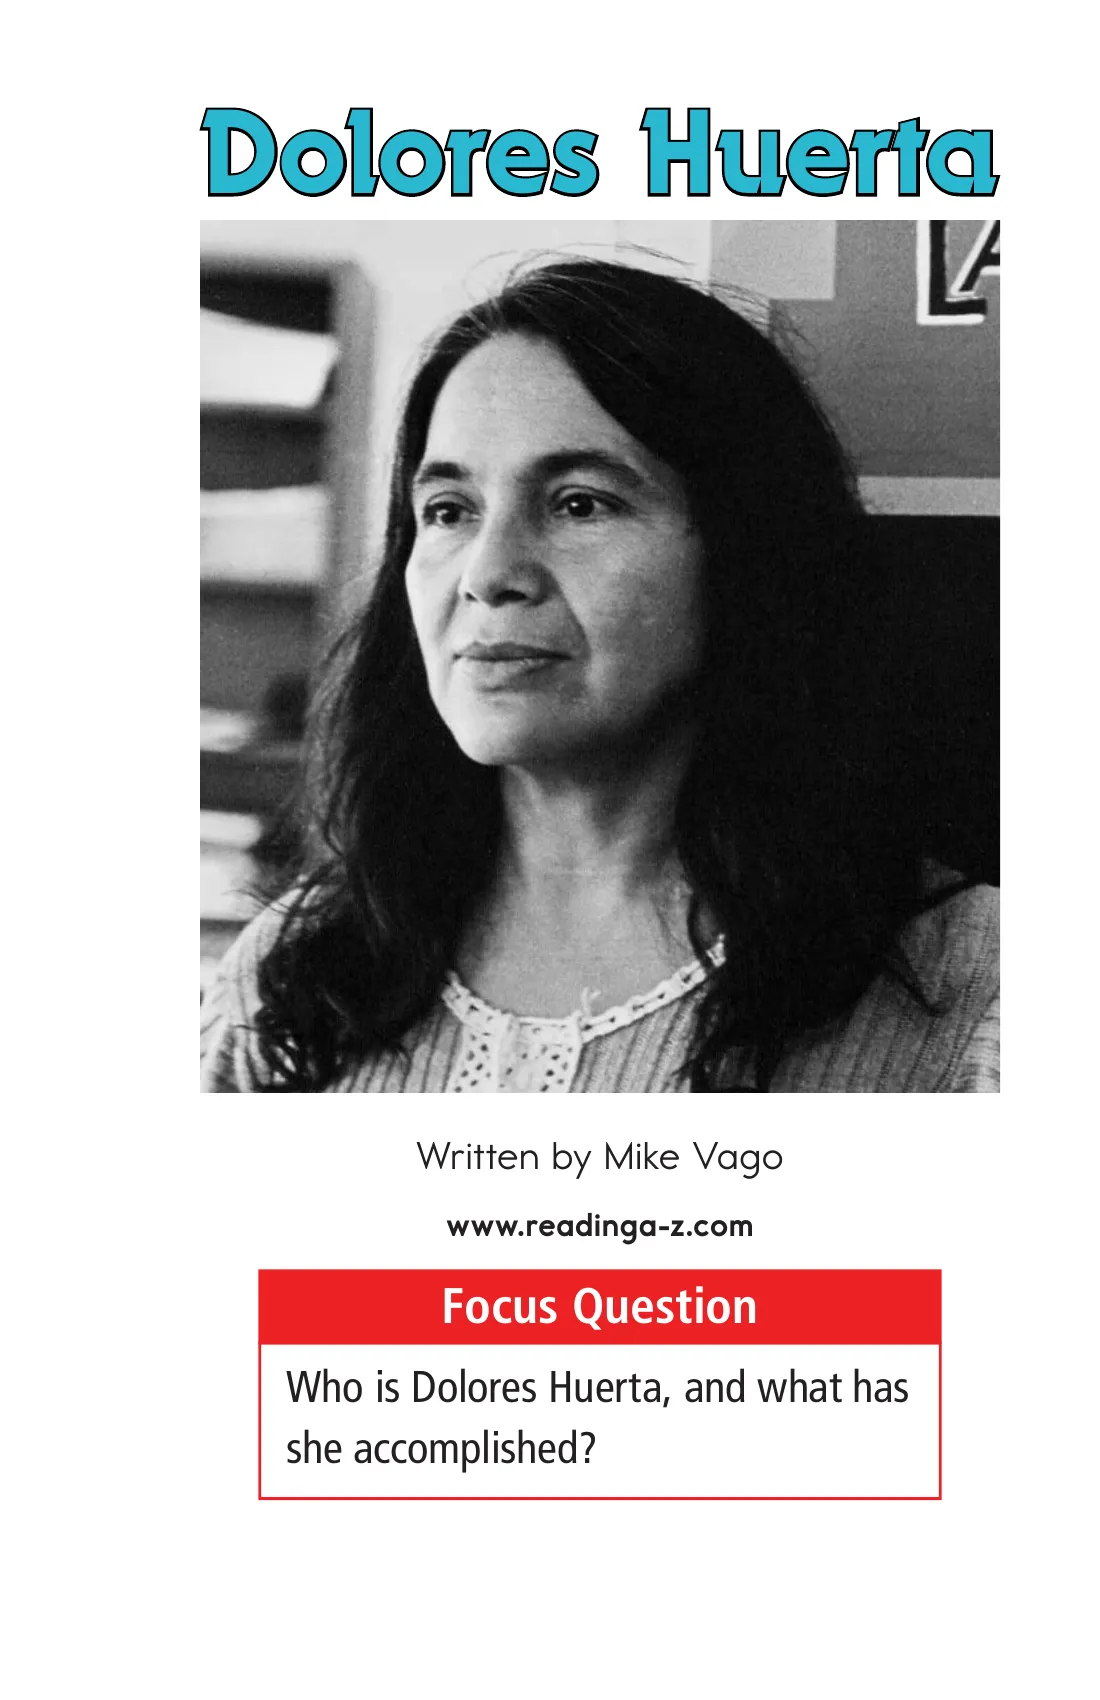 Dolores Huerta
LA
Written by Mike Vago
www.readinga-z.com
Focus Question
Who is Dolores Huerta, and what has
she accomplished?